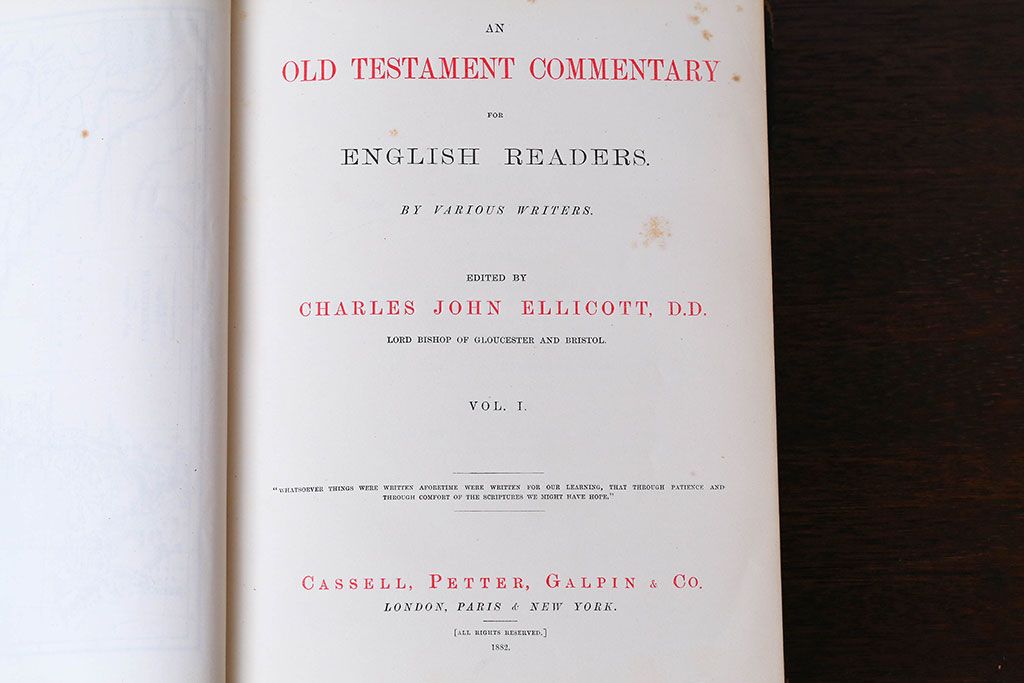 AN
OLD TESTAMENT COMMENTARY
FOR
ENGLISH READERS.
BY VARIOUS WRITERS.
EDITED BY
CHARLES JOHN ELLICOTT, D.D.
LORD BISHOP OF GLOUCESTER AND BRISTOL.
VOL. I.
"WHATSOEVER THINGS WERE WRITTEN AFORETIME WERE WRITTEN FOR OUR LEARNING, THAT THROUGH PATIENCE AND
THROUGH COMFORT OF THE SCRIPTURES WE MIGHT HAVE HOPE."
CASSELL, PETTER, GALPIN & CO.
LONDON, PARIS & NEW YORK.
[ALL RIGHTS RESERVED.]
1882.